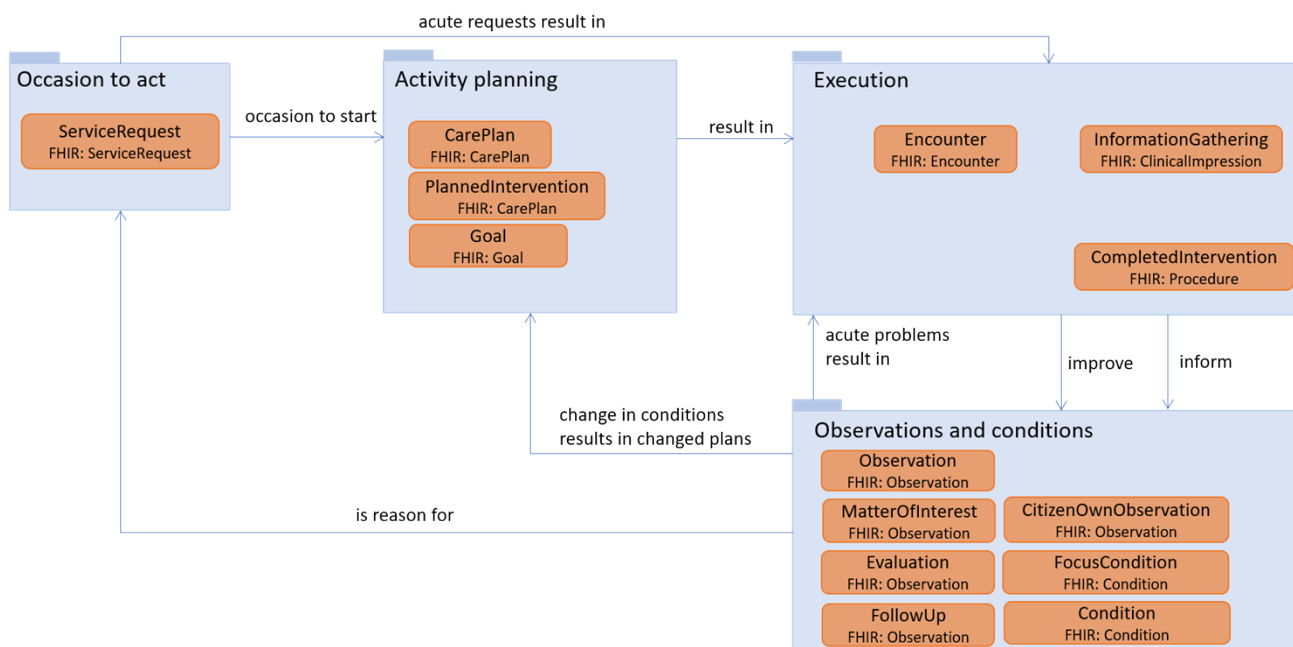 acute requests result in
Occasion to act
ServiceRequest
FHIR: ServiceRequest
occasion to start
Activity planning
CarePlan
FHIR: CarePlan
PlannedIntervention
FHIR: CarePlan
Goal
FHIR: Goal
result in
Execution
Encounter
FHIR: Encounter
InformationGathering
FHIR: ClinicalImpression
CompletedIntervention
FHIR: Procedure
acute problems
result in
improve
inform
change in conditions
results in changed plans
is reason for
Observations and conditions
Observation
FHIR: Observation
MatterOfInterest
FHIR: Observation
CitizenOwnObservation
FHIR: Observation
Evaluation
FHIR: Observation
FocusCondition
FHIR: Condition
FollowUp
FHIR: Observation
Condition
FHIR: Condition